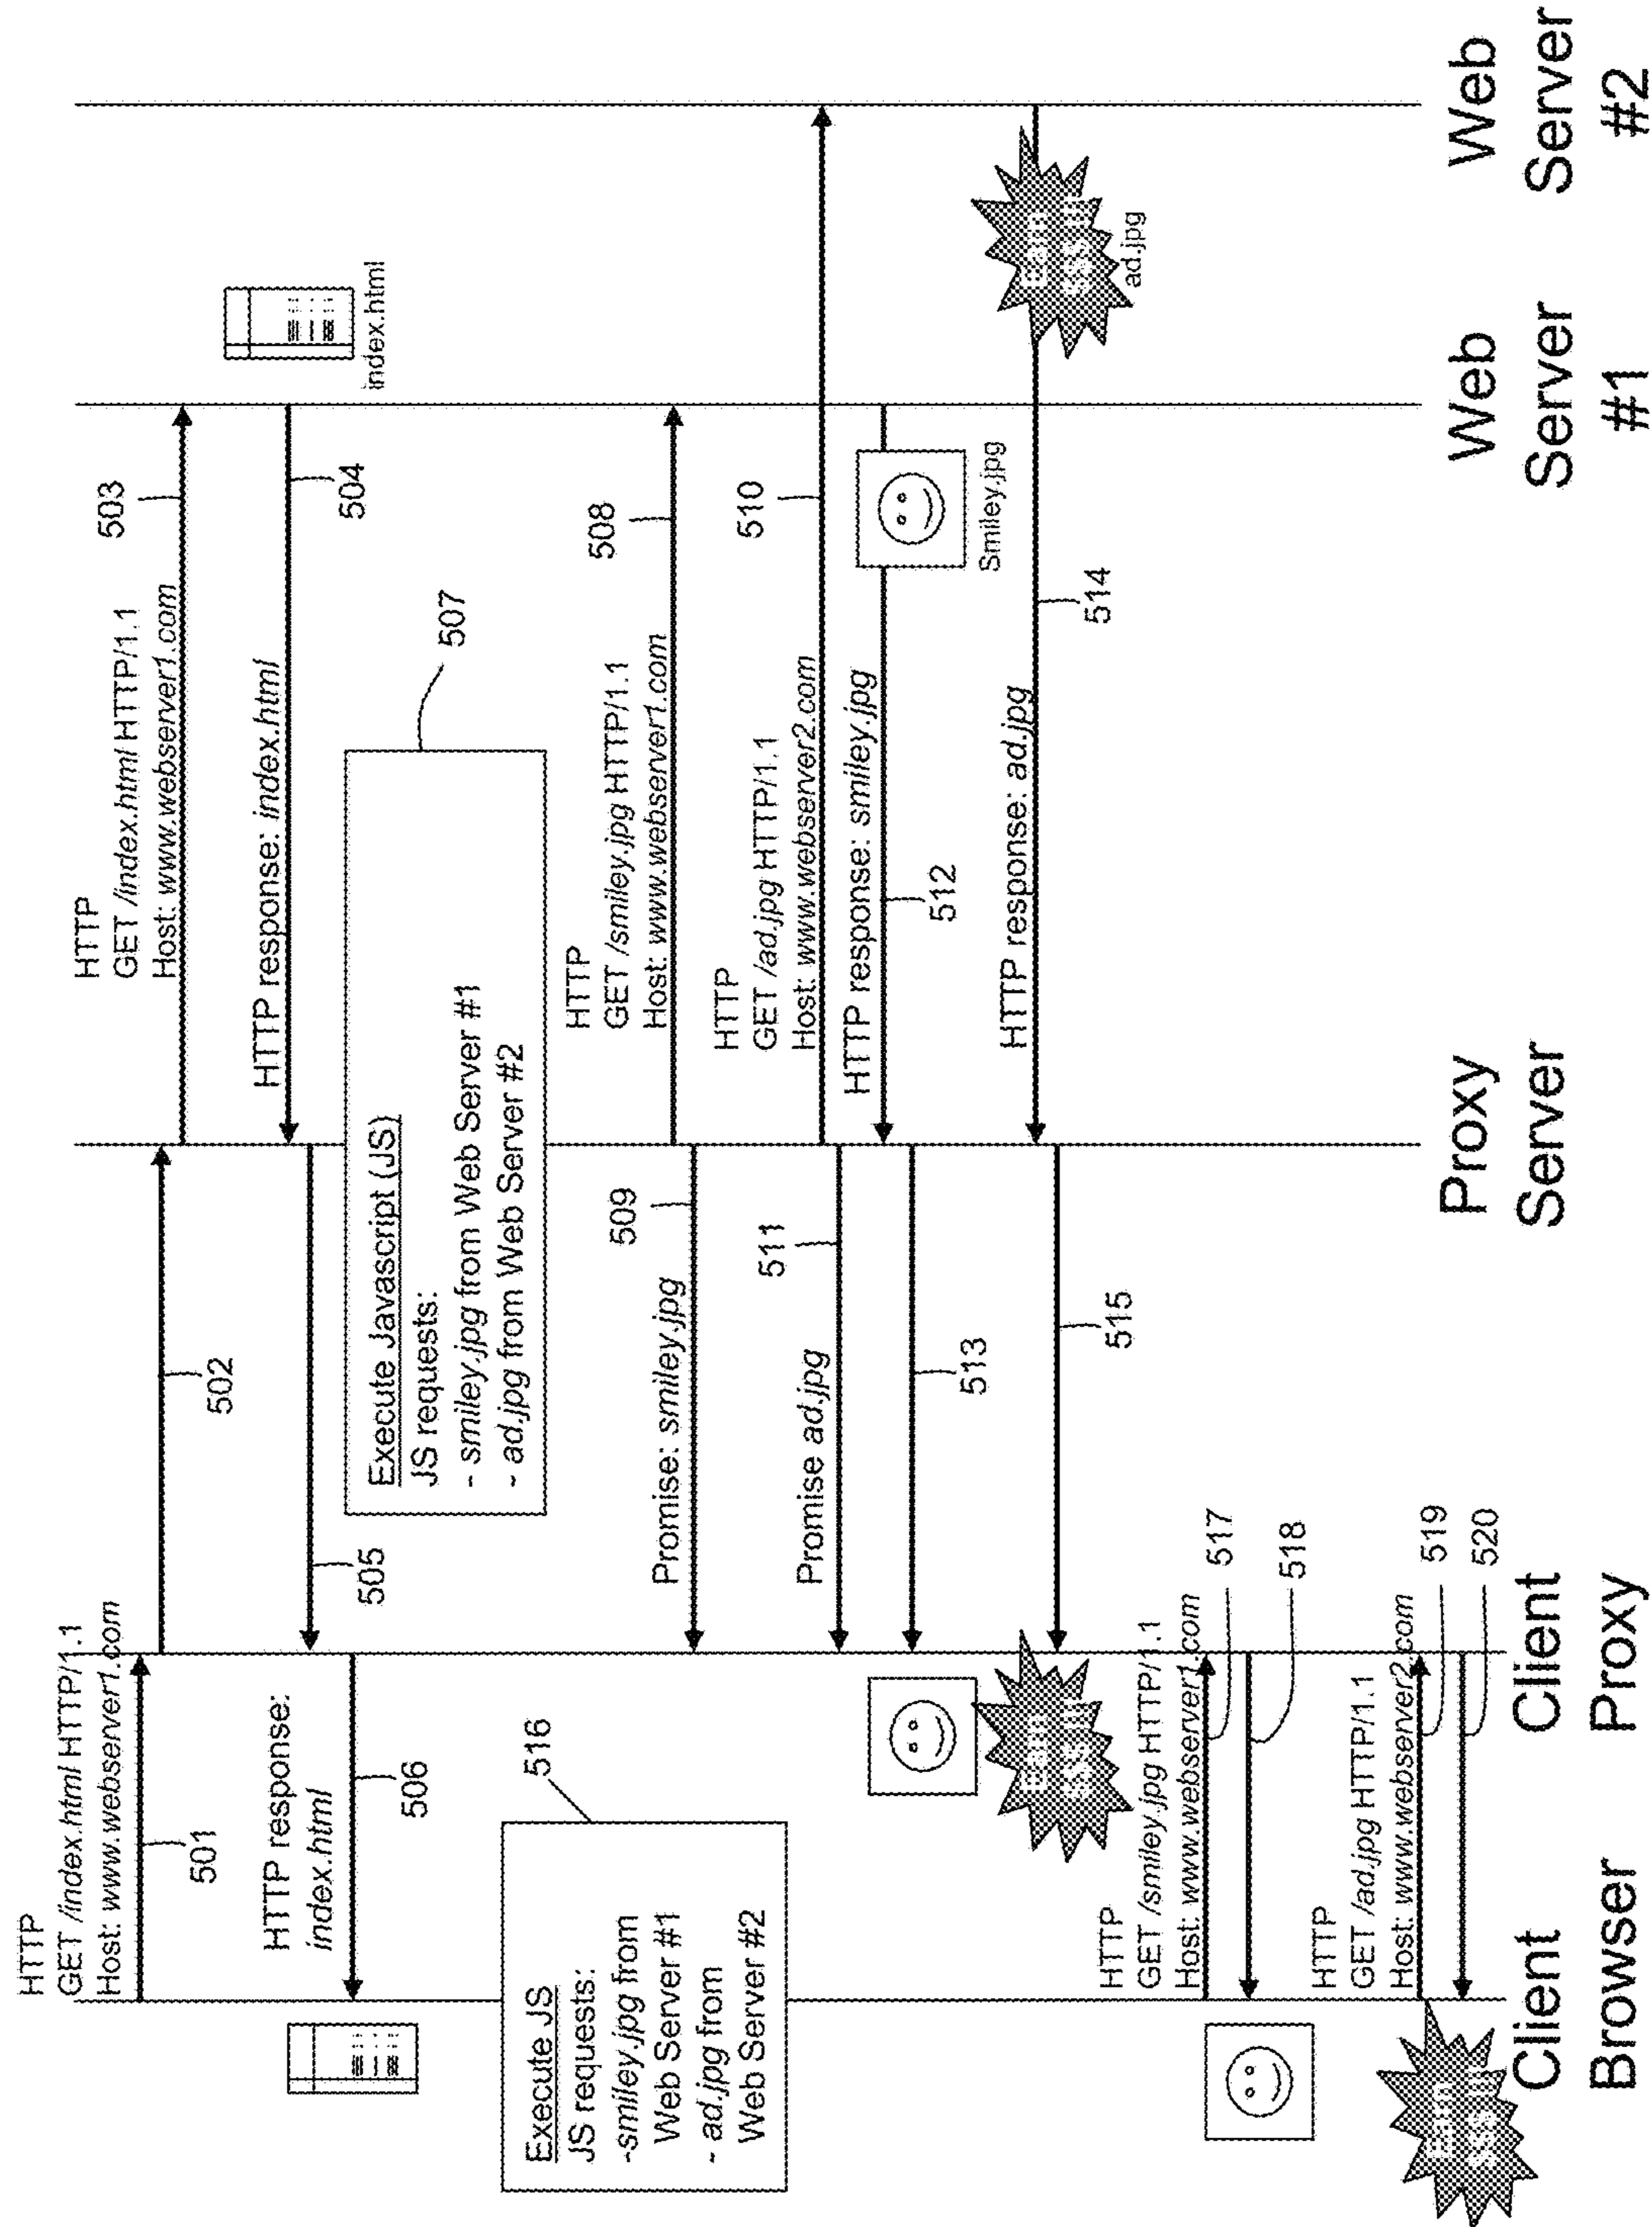 HTTP
GET /index.html HTTP/1.1
Host: www.webserver1.com
501
502
HTTP
GET /index.html HTTP/1.1
Host: www.webserver1.com
503
HTTP response: index.html
504
index.html
505
HTTP response:
index.html
506
Execute Javascript (JS)
JS requests:
- smiley.jpg from Web Server #1
- ad.jpg from Web Server #2
507
HTTP
GET /smiley.jpg HTTP/1.1
Host: www.webserver1.com
508
Promise: smiley.jpg
509
HTTP
GET /ad.jpg HTTP/1.1
Host: www.webserver2.com
510
Promise ad.jpg
511
HTTP response: smiley.jpg
512
Smiley.jpg
513
HTTP response: ad.jpg
514
Earn
ad.jpg
515
Execute JS
JS requests:
-smiley.jpg from
Web Server #1
- ad.jpg from
Web Server #2
516
Earn
HTTP
GET /smiley.jpg HTTP/1.1
Host: www.webserver1.com
517
518
HTTP
GET /ad.jpg HTTP/1.1
Host: www.webserver2.com
519
520
Earn
Client
Browser
Client
Proxy
Proxy
Server
Web
Server
#1
Web
Server
#2